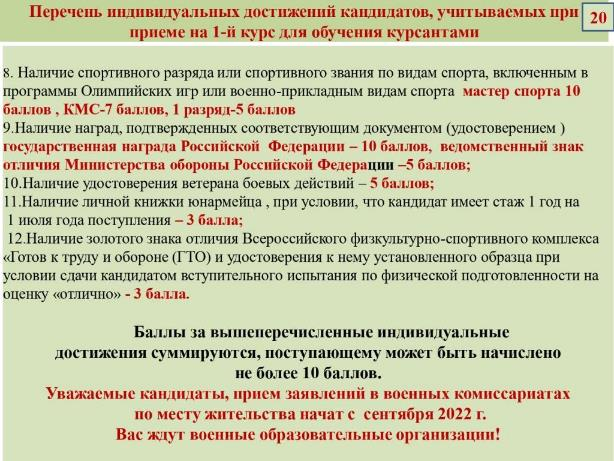 Перечень индивидуальных достижений кандидатов, учитываемых при
приеме на 1-й курс для обучения курсантами
20
8. Наличие спортивного разряда или спортивного звания по видам спорта, включенным в
программы Олимпийских игр или военно-прикладным видам спорта мастер спорта 10
баллов , КМС-7 баллов, 1 разряд-5 баллов
9.Наличие наград, подтвержденных соответствующим документом (удостоверением )
государственная награда Российской Федерации – 10 баллов, ведомственный знак
отличия Министерства обороны Российской Федерации –5 баллов;
10.Наличие удостоверения ветерана боевых действий – 5 баллов;
11.Наличие личной книжки юнармейца , при условии, что кандидат имеет стаж 1 год на
1 июля года поступления – 3 балла;
12.Наличие золотого знака отличия Всероссийского физкультурно-спортивного комплекса
«Готов к труду и обороне (ГТО) и удостоверения к нему установленного образца при
условии сдачи кандидатом вступительного испытания по физической подготовленности на
оценку «отлично» - 3 балла.
Баллы за вышеперечисленные индивидуальные
достижения суммируются, поступающему может быть начислено
не более 10 баллов.
Уважаемые кандидаты, прием заявлений в военных комиссариатах
по месту жительства начат с сентября 2022 г.
Вас ждут военные образовательные организации!